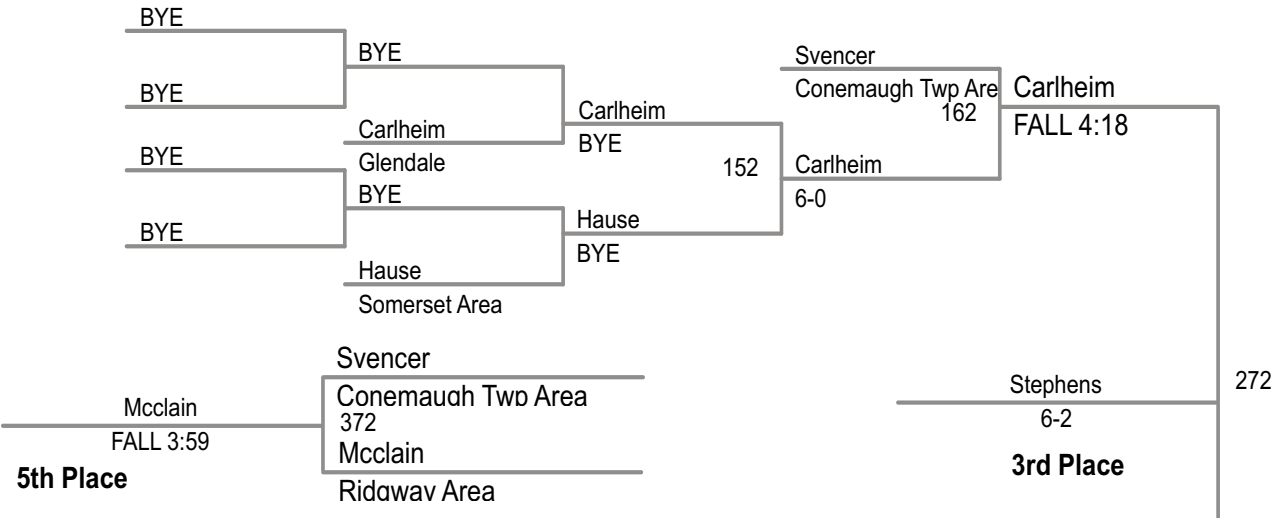 BYE
BYE
BYE
BYE
BYE
Carlheim
Glendale
BYE
Hause
Somerset Area
Carlheim
BYE
Hause
BYE
152
Svencer
Conemaugh Twp Are
162
Carlheim
6-0
Carlheim
FALL 4:18
272
Stephens
6-2
3rd Place
Svencer
Conemaugh Twp Area
372
Mcclain
Ridgway Area
Mcclain
FALL 3:59
5th Place